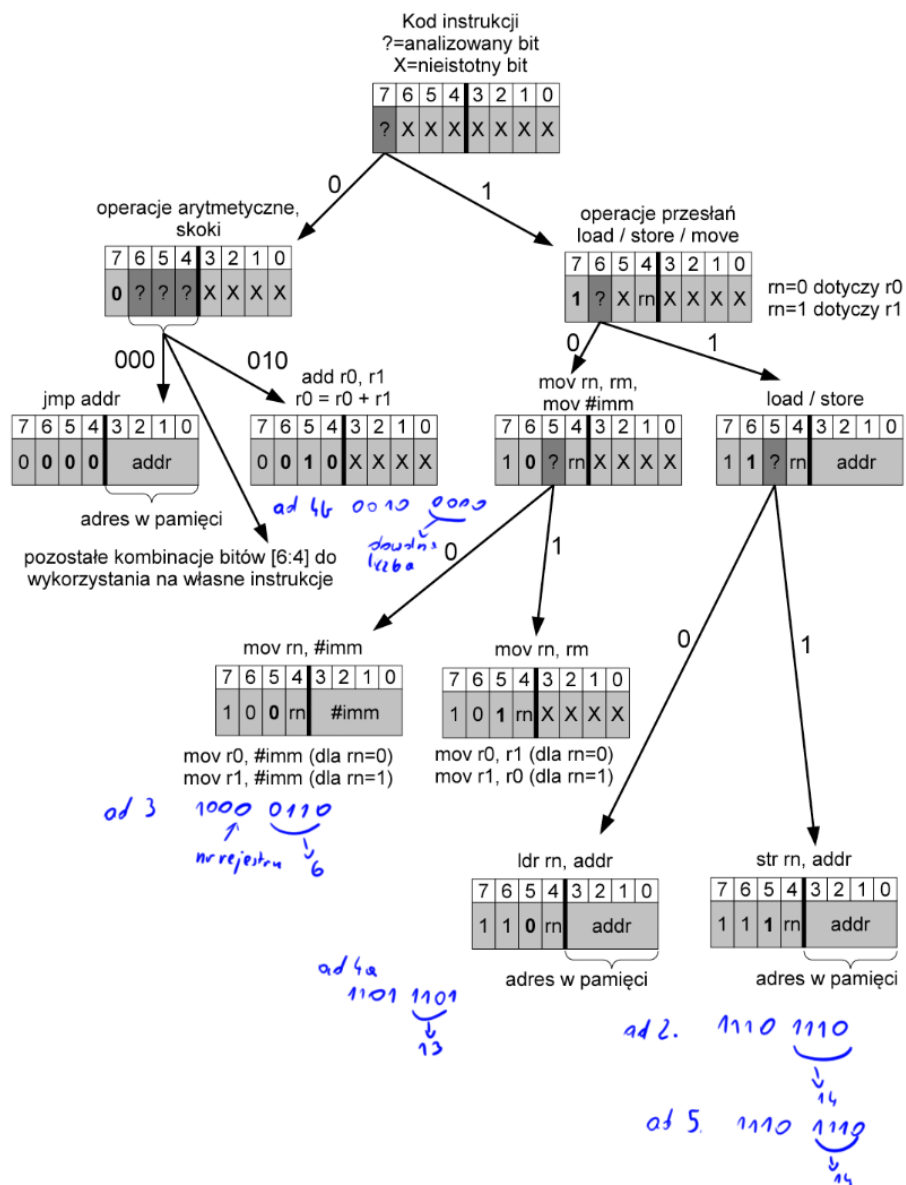 Kod instrukcji
?=analizowany bit
X=nieistotny bit
7 6 5 4 3 2 1 0
? X X X X X X X
0
1
operacje arytmetyczne,
skoki
7 6 5 4 3 2 1 0
0 ? ? ? X X X X
operacje przesłań
load / store / move
7 6 5 4 3 2 1 0
1 ? X rn X X X X
rn=0 dotyczy r0
rn=1 dotyczy r1
000
010
0
1
jmp addr
7 6 5 4 3 2 1 0
0 0 0 0 addr
adres w pamięci
add r0, r1
r0 = r0 + r1
7 6 5 4 3 2 1 0
0 0 1 0 X X X X
ad 4b 0010 0000
dowolna
liczba
pozostałe kombinacje bitów [6:4] do
wykorzystania na własne instrukcje
mov rn, rm,
mov #imm
7 6 5 4 3 2 1 0
1 0 ? rn X X X X
load / store
7 6 5 4 3 2 1 0
1 1 ? rn addr
0
1
0
1
mov rn, #imm
7 6 5 4 3 2 1 0
1 0 0 rn #imm
mov r0, #imm (dla rn=0)
mov r1, #imm (dla rn=1)
ad 3 1000 0110
nr rejestru
6
mov rn, rm
7 6 5 4 3 2 1 0
1 0 1 rn X X X X
mov r0, r1 (dla rn=0)
mov r1, r0 (dla rn=1)
ldr rn, addr
7 6 5 4 3 2 1 0
1 1 0 rn addr
adres w pamięci
ad 4a
1101 1101
13
str rn, addr
7 6 5 4 3 2 1 0
1 1 1 rn addr
adres w pamięci
ad 2. 1110 1110
14
ad 5. 1110 1110
14